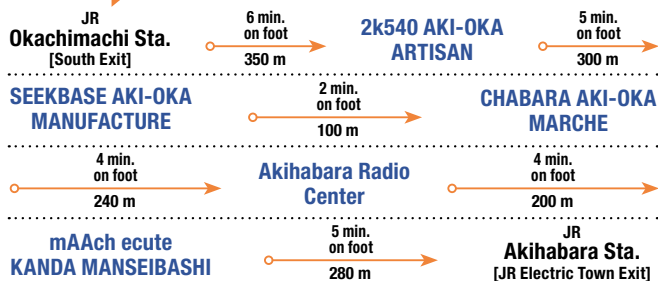 JR
Okachimachi Sta.
[South Exit]
6 min.
on foot
350 m
2k540 AKI-OKA
ARTISAN
5 min.
on foot
300 m
SEEKBASE AKI-OKA
MANUFACTURE
2 min.
on foot
100 m
CHABARA AKI-OKA
MARCHE
4 min.
on foot
240 m
Akihabara Radio
Center
4 min.
on foot
200 m
mAAch ecute
KANDA MANSEIBASHI
5 min.
on foot
280 m
JR
Akihabara Sta.
[JR Electric Town Exit]